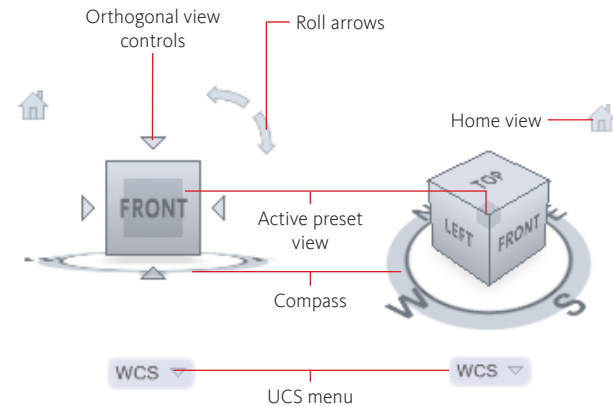 Orthogonal view
controls
Roll arrows
Home view
TOP
FRONT
LEFT
FRONT
Active preset
view
W
S
Compass
WCS
WCS
UCS menu